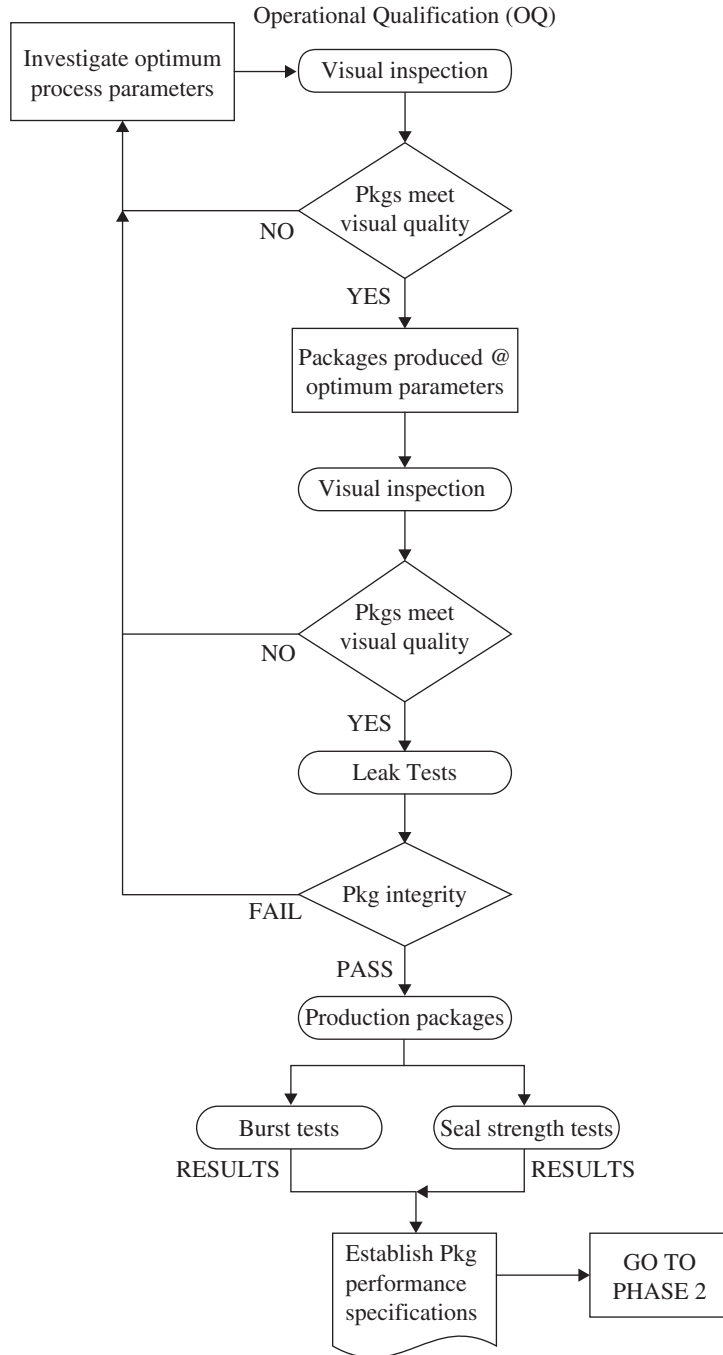 Operational Qualification (OQ)
Investigate optimum
process parameters
Visual inspection
Pkgs meet
visual quality
NO
YES
Packages produced @
optimum parameters
Visual inspection
Pkgs meet
visual quality
NO
YES
Leak Tests
Pkg integrity
FAIL
PASS
Production packages
Burst tests
Seal strength tests
RESULTS
RESULTS
Establish Pkg
performance
specifications
GO TO
PHASE 2